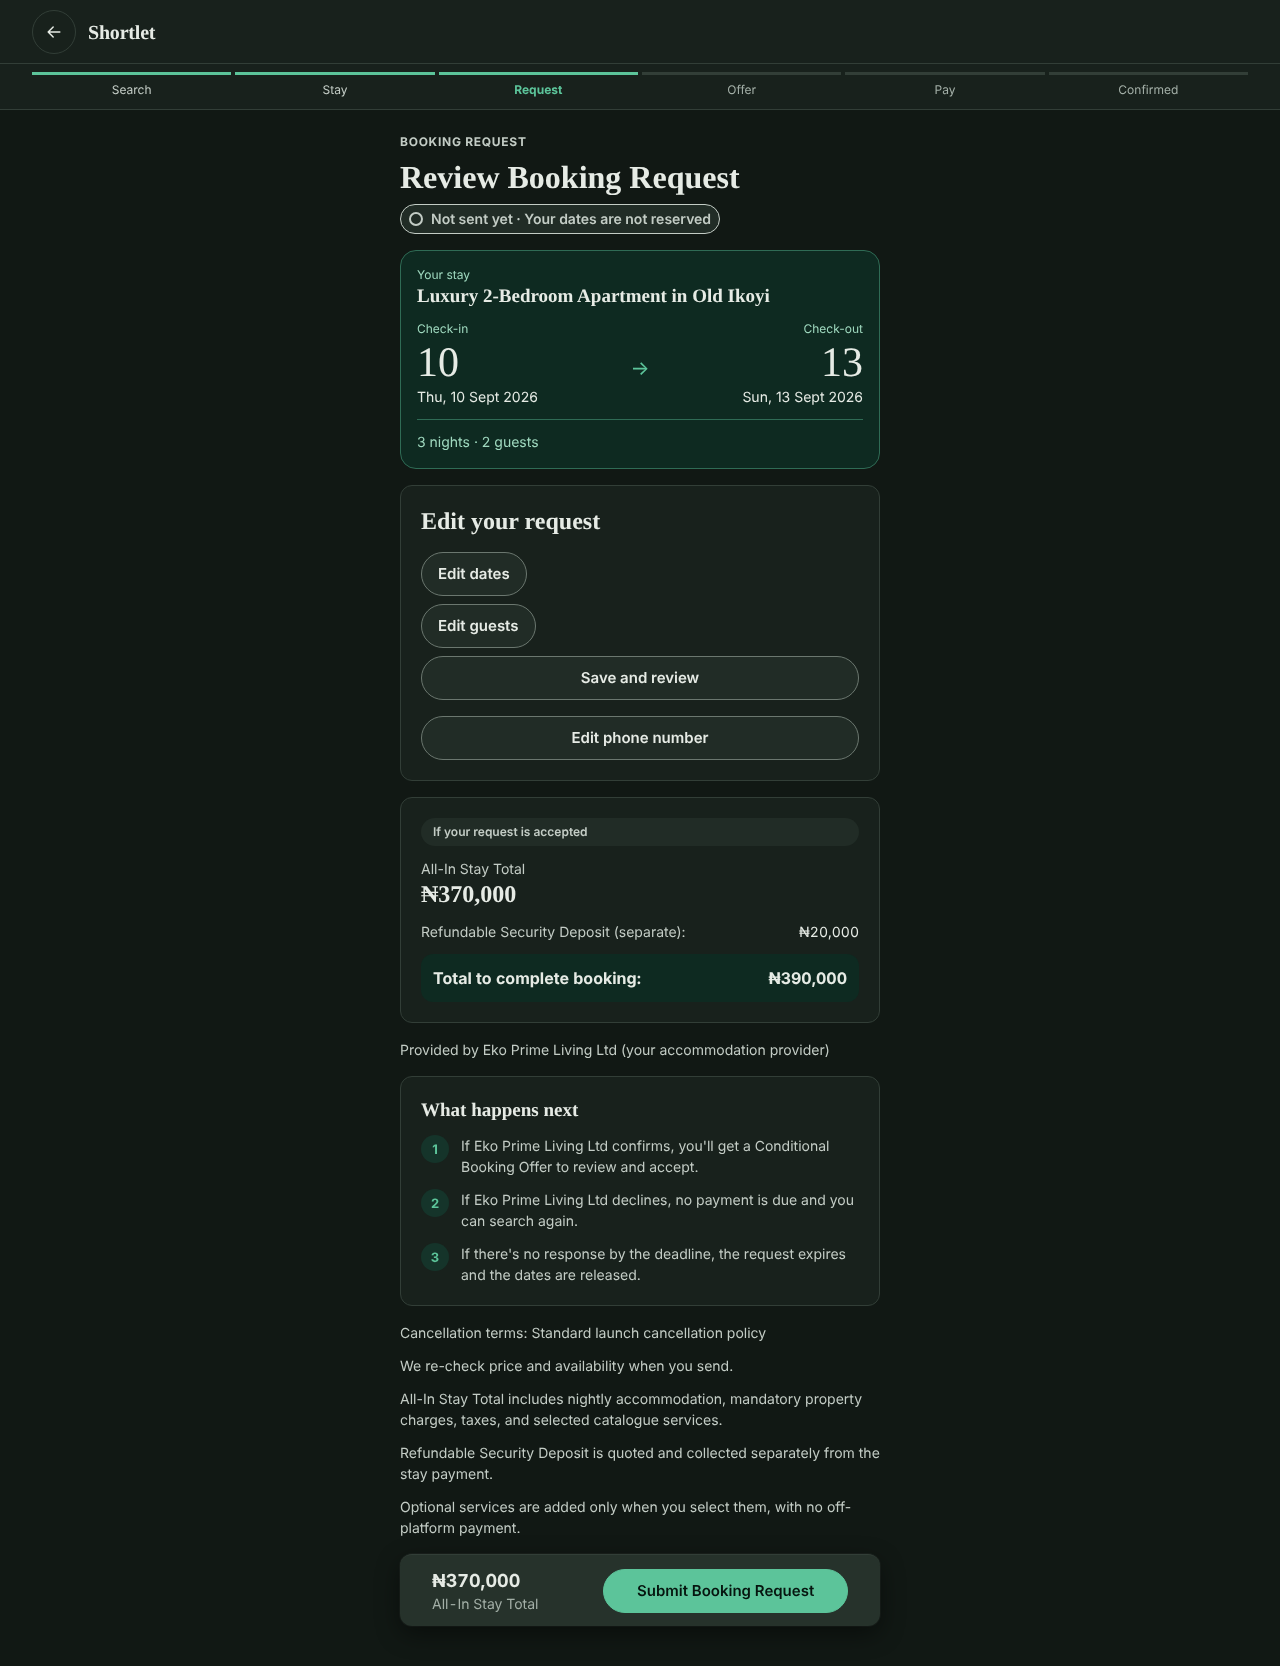 Shortlet
Search
Stay
Request
Offer
Pay
Confirmed
BOOKING REQUEST
Review Booking Request
Not sent yet · Your dates are not reserved
Your stay
Luxury 2-Bedroom Apartment in Old Ikoyi
Check-in
Check-out
10
→
13
Thu, 10 Sept 2026
Sun, 13 Sept 2026
3 nights · 2 guests
Edit your request
Edit dates
Edit guests
Save and review
Edit phone number
If your request is accepted
All-In Stay Total
₦370,000
Refundable Security Deposit (separate):
₦20,000
Total to complete booking:
₦390,000
Provided by Eko Prime Living Ltd (your accommodation provider)
What happens next
1
If Eko Prime Living Ltd confirms, you'll get a Conditional
Booking Offer to review and accept.
2
If Eko Prime Living Ltd declines, no payment is due and you
can search again.
3
If there's no response by the deadline, the request expires
and the dates are released.
Cancellation terms: Standard launch cancellation policy
We re-check price and availability when you send.
All-In Stay Total includes nightly accommodation, mandatory property
charges, taxes, and selected catalogue services.
Refundable Security Deposit is quoted and collected separately from the
stay payment.
Optional services are added only when you select them, with no off-
platform payment.
₦370,000
All-In Stay Total
Submit Booking Request